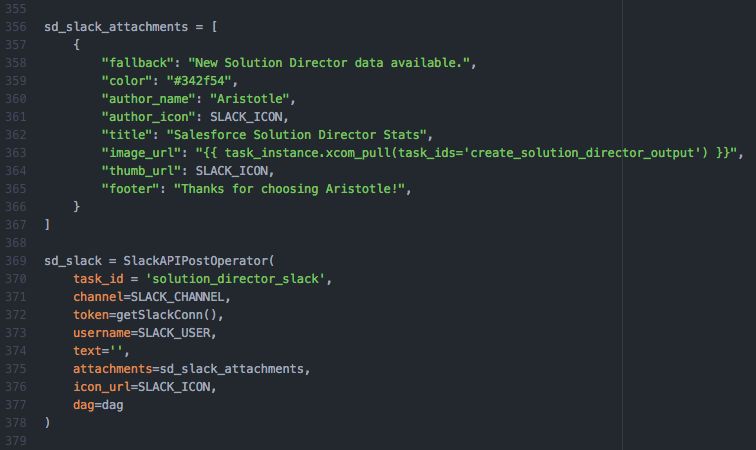 355
356 sd_slack_attachments = [
357     {
358         "fallback": "New Solution Director data available.",
359         "color": "#342f54",
360         "author_name": "Aristotle",
361         "author_icon": SLACK_ICON,
362         "title": "Salesforce Solution Director Stats",
363         "image_url": "{{ task_instance.xcom_pull(task_ids='create_solution_director_output') }}",
364         "thumb_url": SLACK_ICON,
365         "footer": "Thanks for choosing Aristotle!",
366     }
367 ]
368
369 sd_slack = SlackAPIPostOperator(
370     task_id = 'solution_director_slack',
371     channel=SLACK_CHANNEL,
372     token=getSlackConn(),
373     username=SLACK_USER,
374     text='',
375     attachments=sd_slack_attachments,
376     icon_url=SLACK_ICON,
377     dag=dag
378 )
379